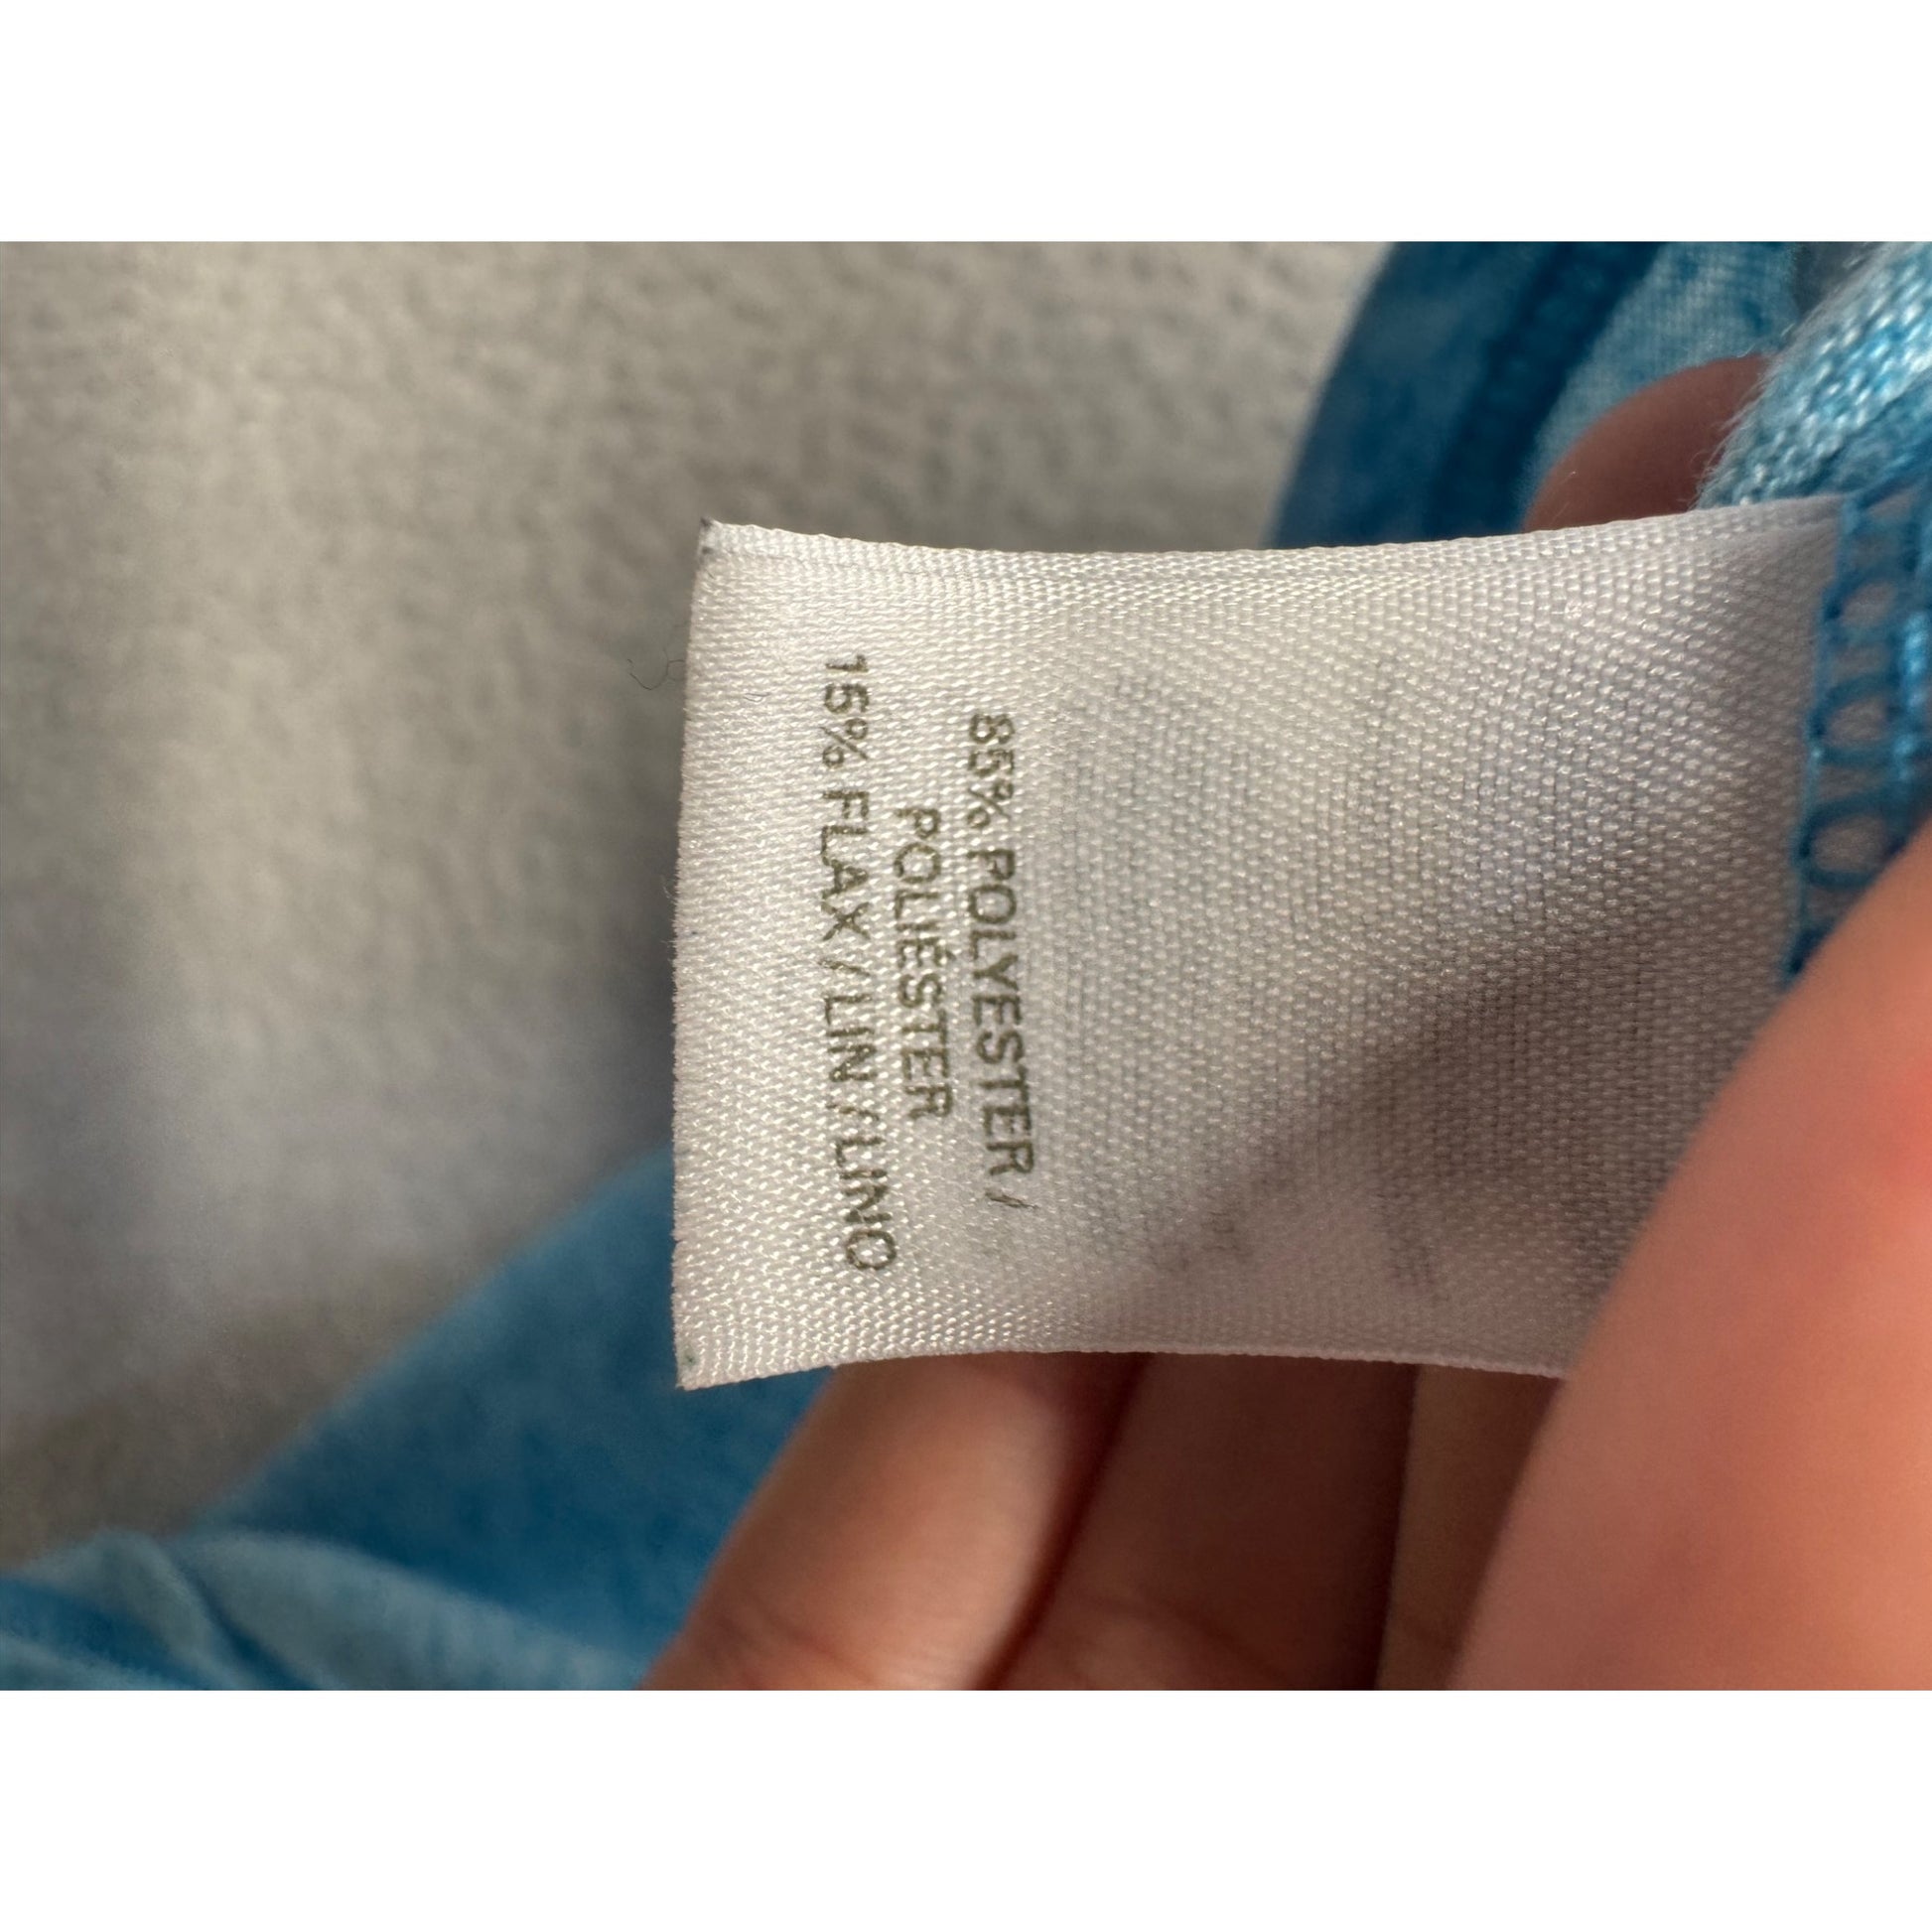 85% POLYESTER /
POLIÉSTER
15% FLAX / LIN / LINO